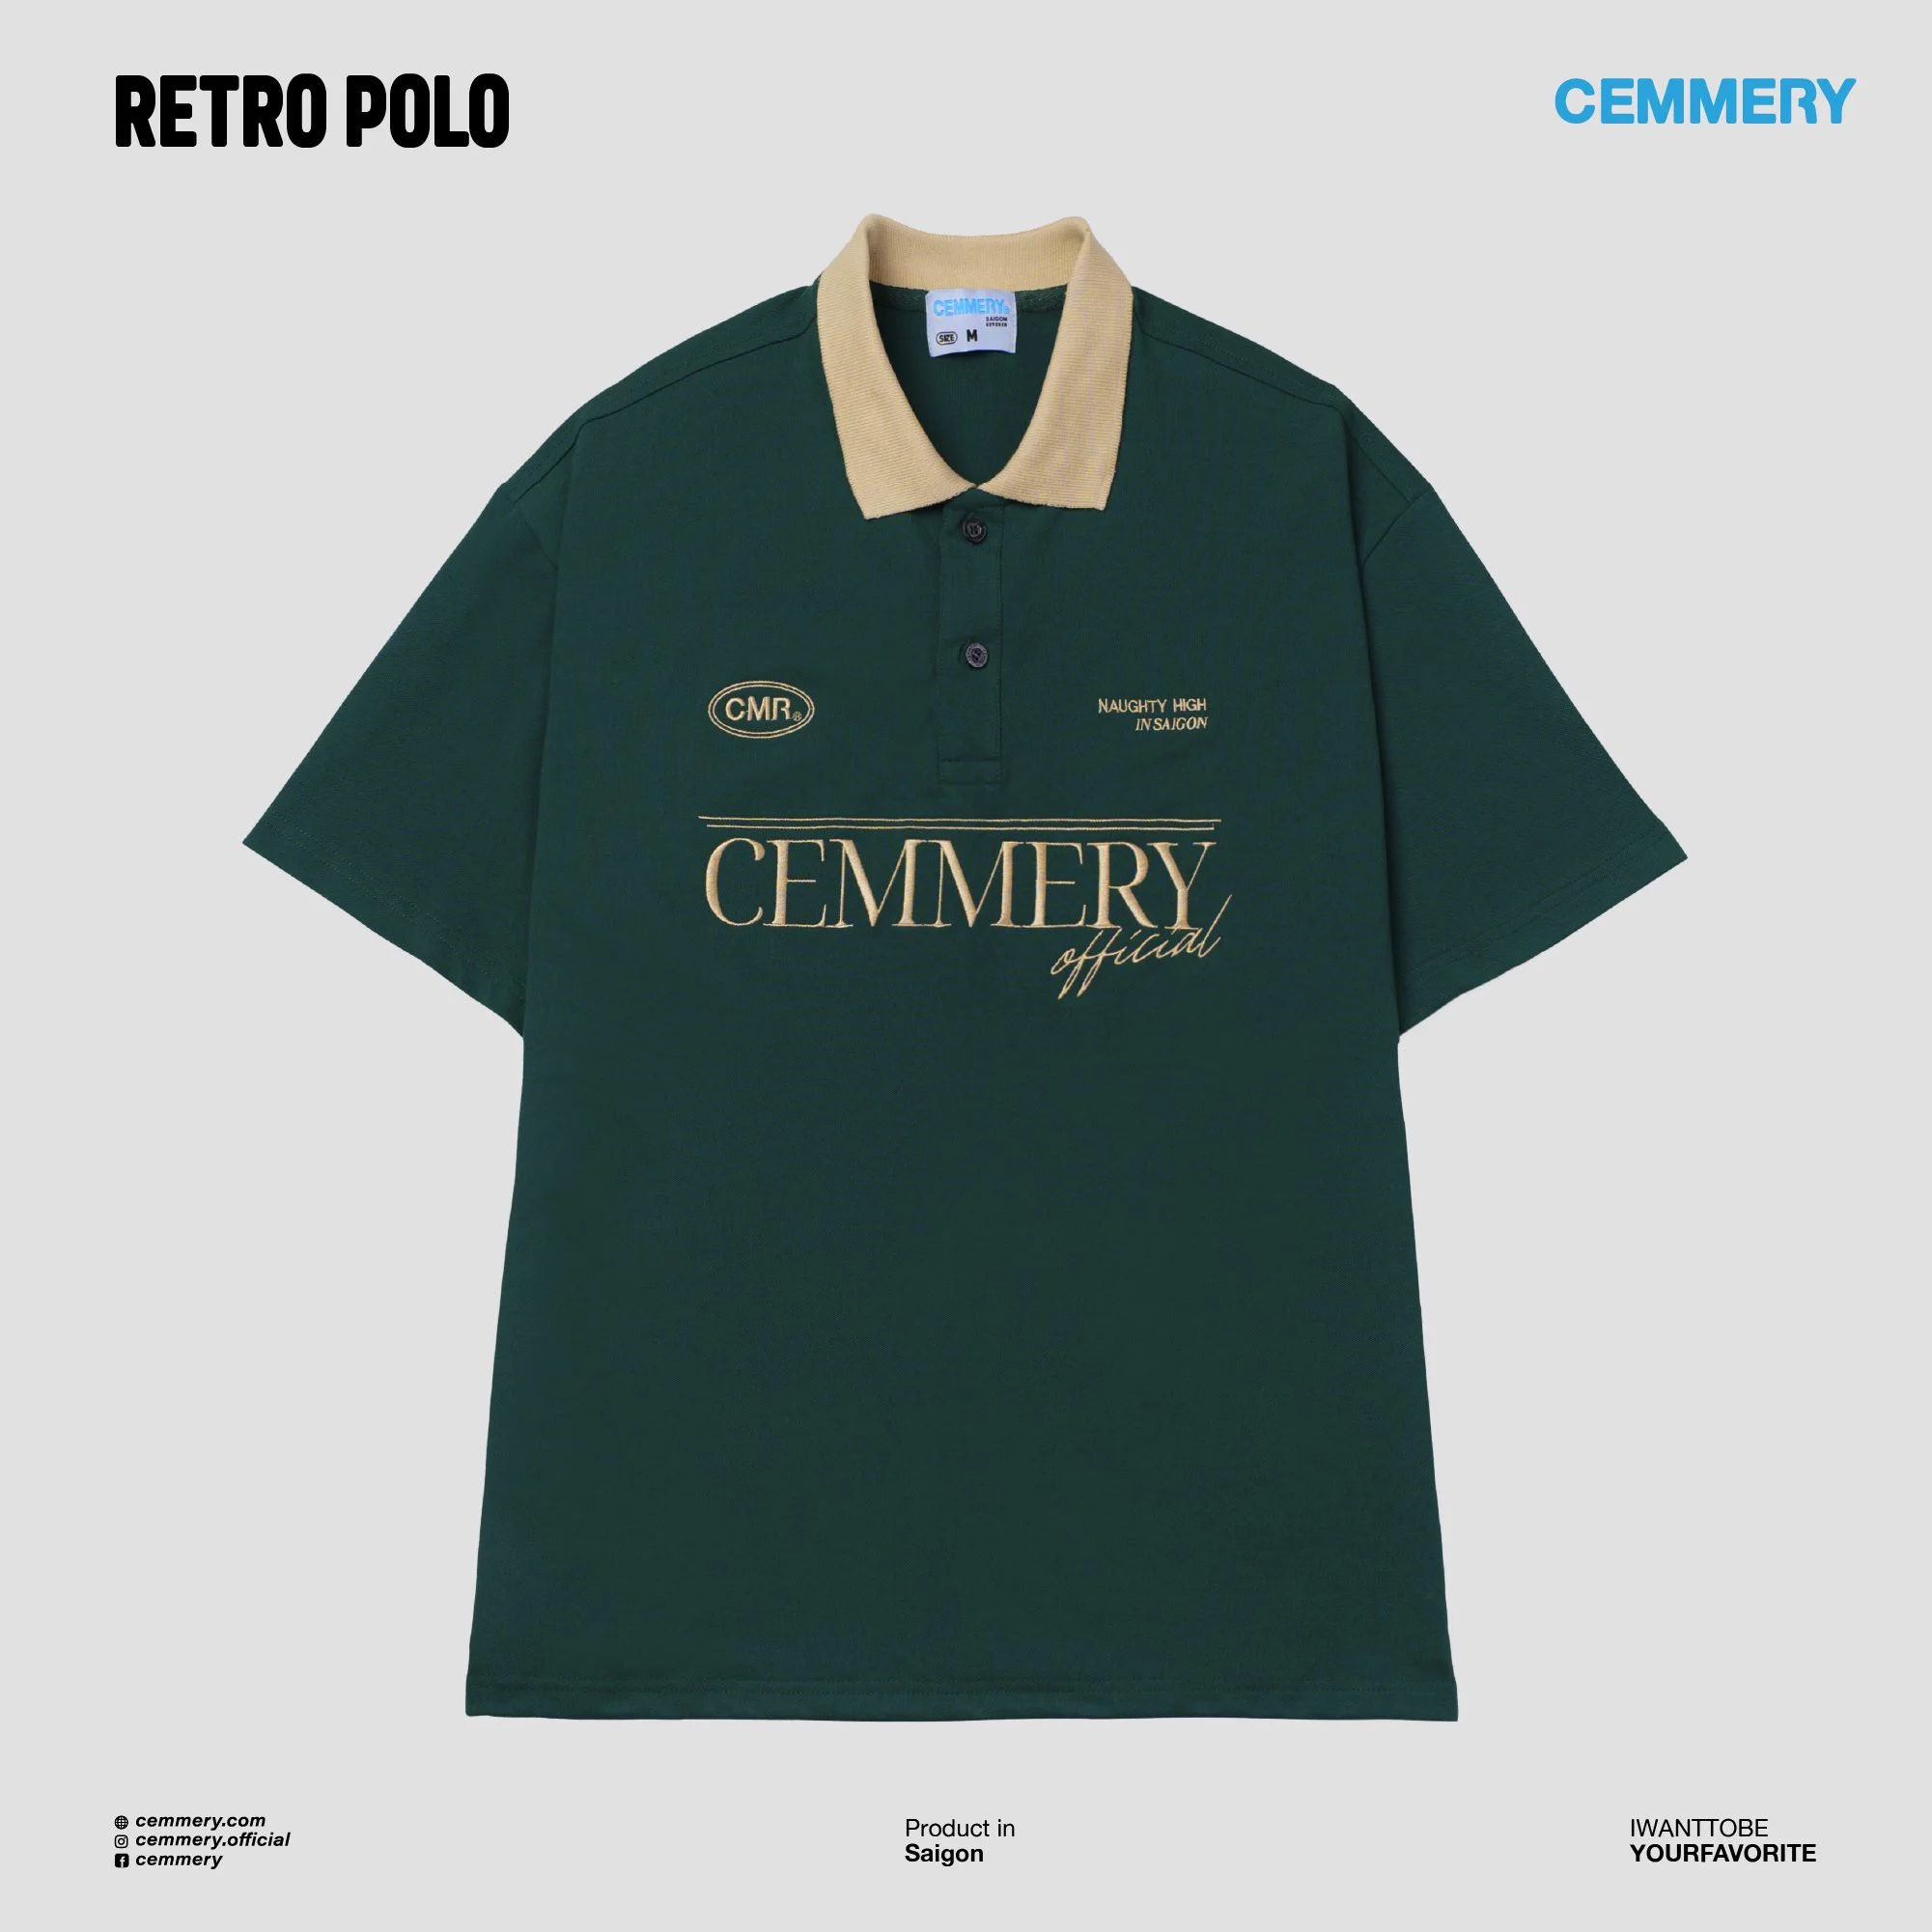 RETRO POLO
CEMMERY
CEMMERY
SAIGON
SIZE M
CMR®
NAUGHTY HIGH
IN SAIGON
CEMMERY
official
cemmery.com
cemmery.official
cemmery
Product in
Saigon
IWANTTOBE
YOURFAVORITE